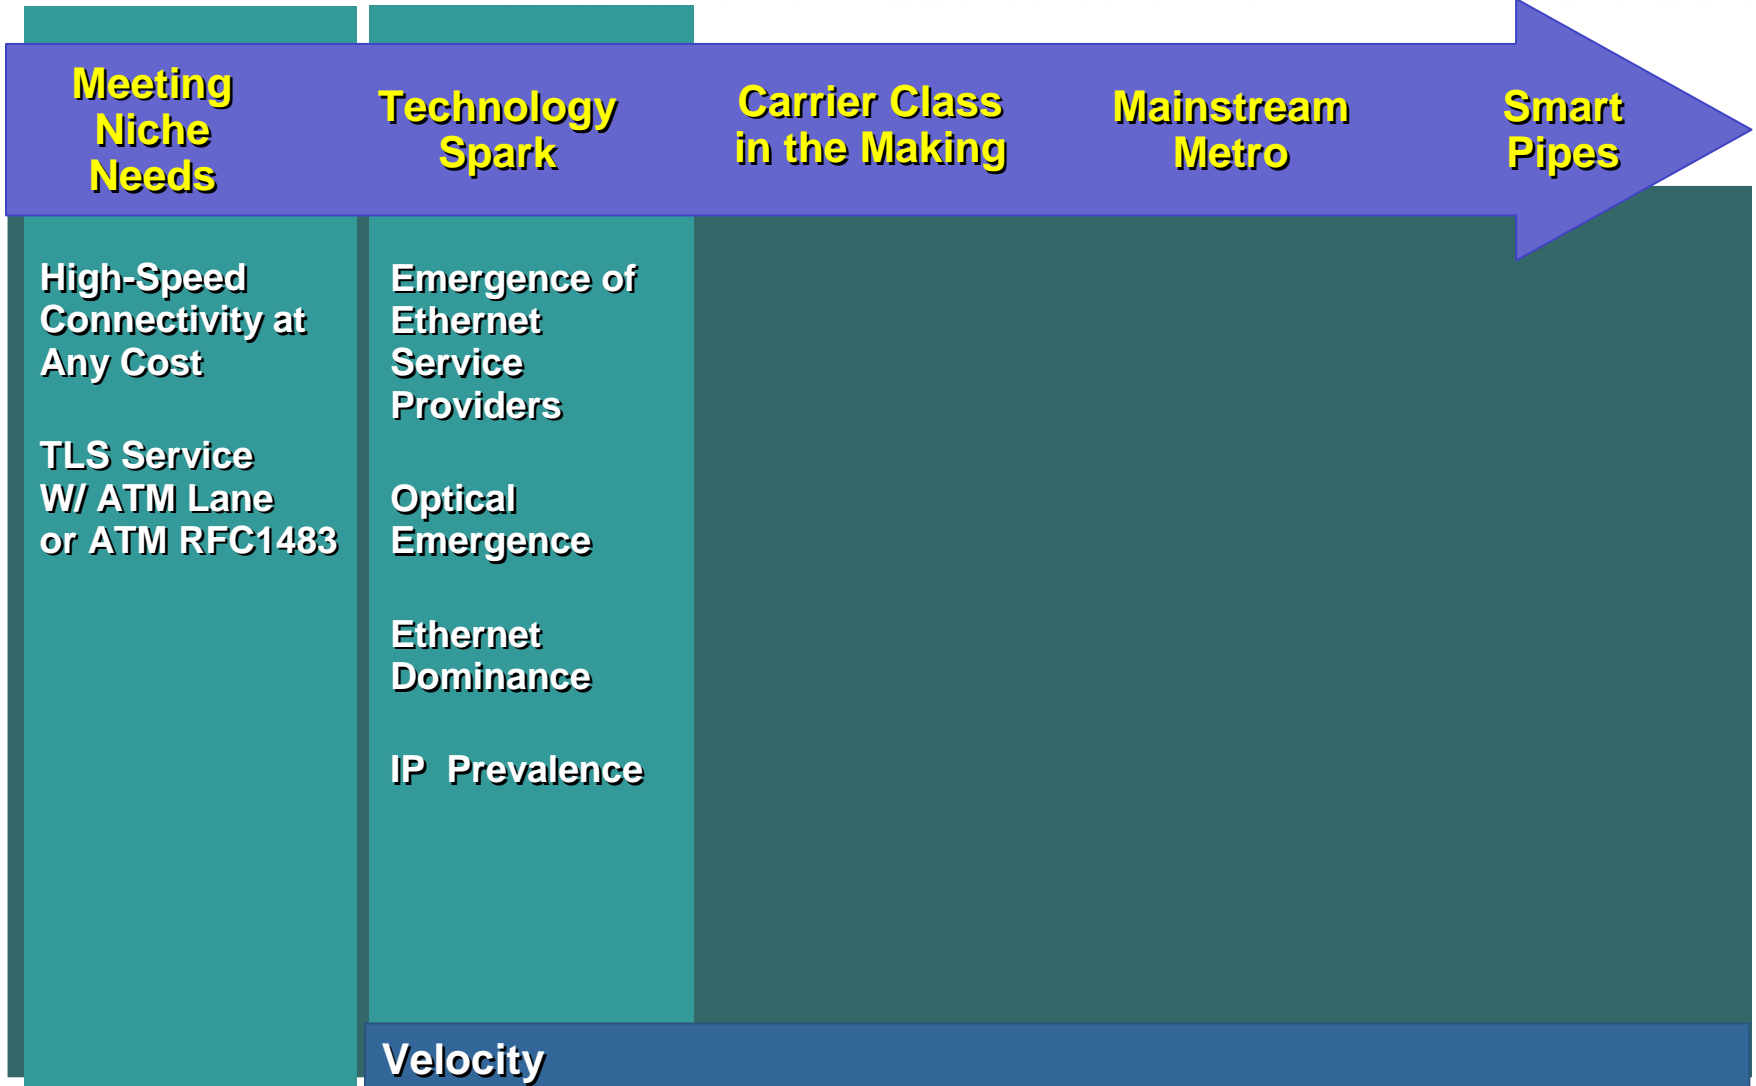 Meeting
Niche
Needs
Technology
Spark
Carrier Class
in the Making
Mainstream
Metro
Smart
Pipes
High-Speed
Connectivity at
Any Cost
TLS Service
W/ ATM Lane
or ATM RFC1483
Emergence of
Ethernet
Service
Providers
Optical
Emergence
Ethernet
Dominance
IP  Prevalence
Velocity